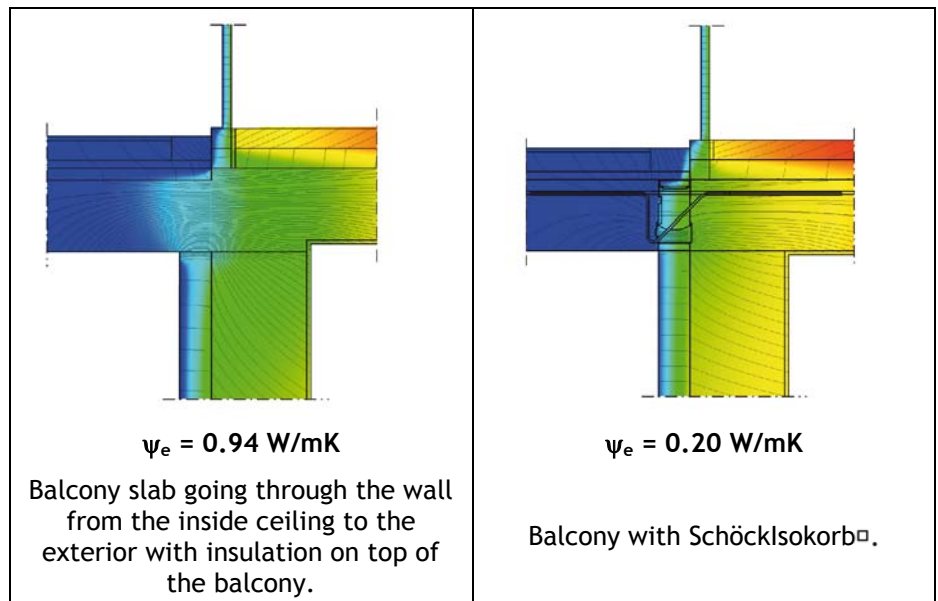 ψe = 0.94 W/mK
Balcony slab going through the wall
from the inside ceiling to the
exterior with insulation on top of
the balcony.
ψe = 0.20 W/mK
Balcony with SchöckIsokorb□.